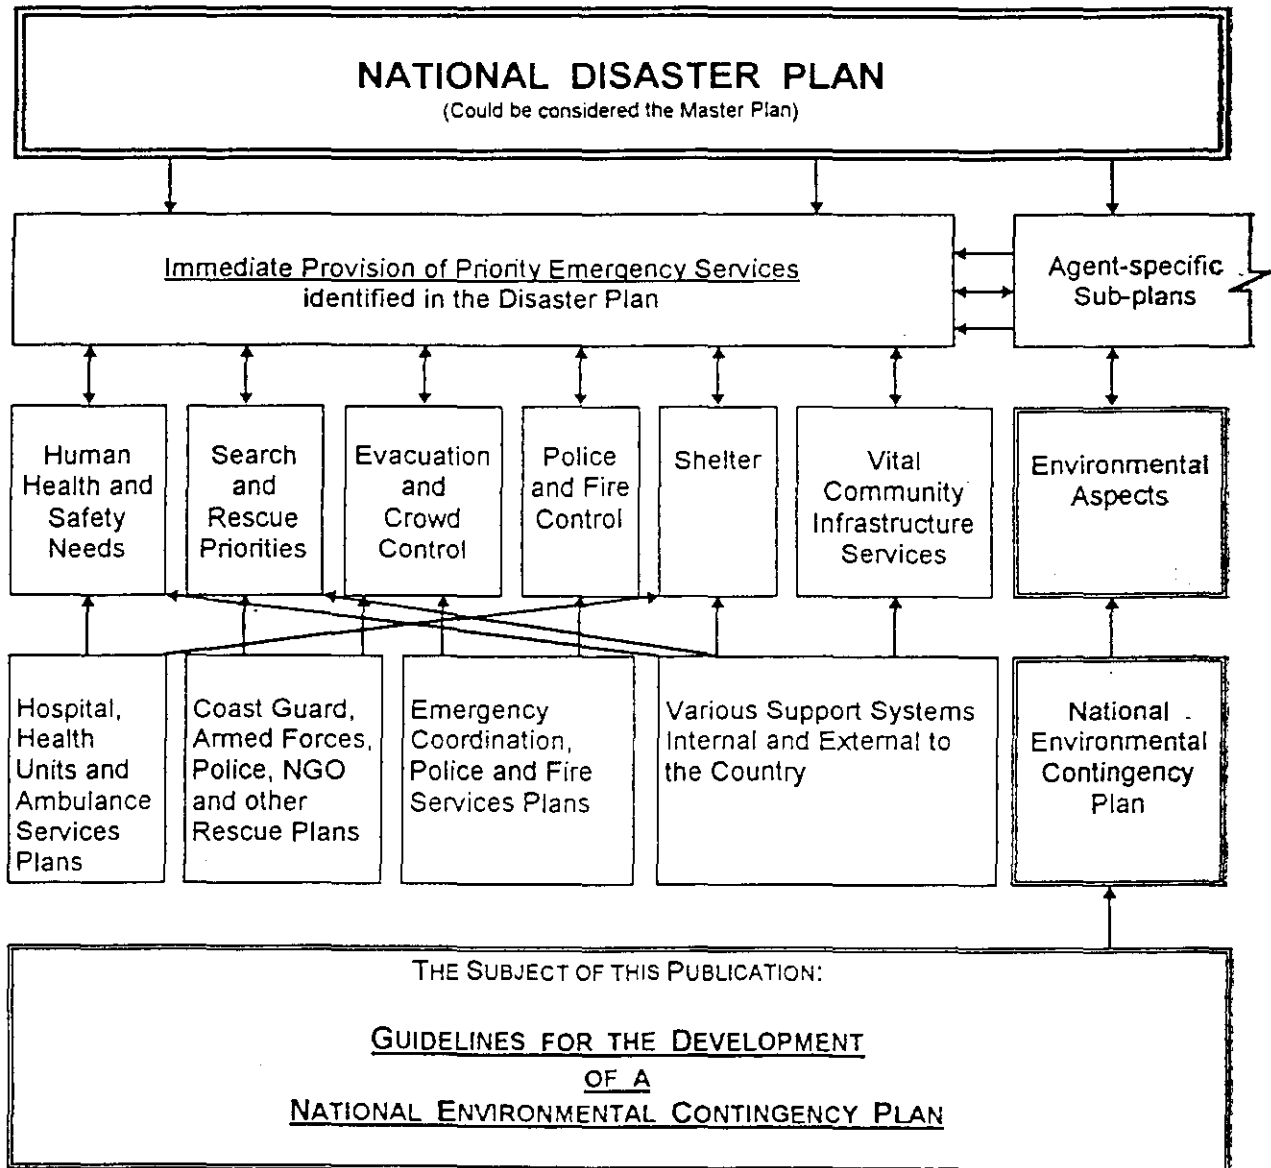 NATIONAL DISASTER PLAN
(Could be considered the Master Plan)
Immediate Provision of Priority Emergency Services
identified in the Disaster Plan
Agent-specific
Sub-plans
Human
Health and
Safety
Needs
Search
and
Rescue
Priorities
Evacuation
and
Crowd
Control
Police
and Fire
Control
Shelter
Vital
Community
Infrastructure
Services
Environmental
Aspects
Hospital,
Health
Units and
Ambulance
Services
Plans
Coast Guard,
Armed Forces,
Police, NGO
and other
Rescue Plans
Emergency
Coordination,
Police and Fire
Services Plans
Various Support Systems
Internal and External to
the Country
National
Environmental
Contingency
Plan
THE SUBJECT OF THIS PUBLICATION:
GUIDELINES FOR THE DEVELOPMENT
OF A
NATIONAL ENVIRONMENTAL CONTINGENCY PLAN